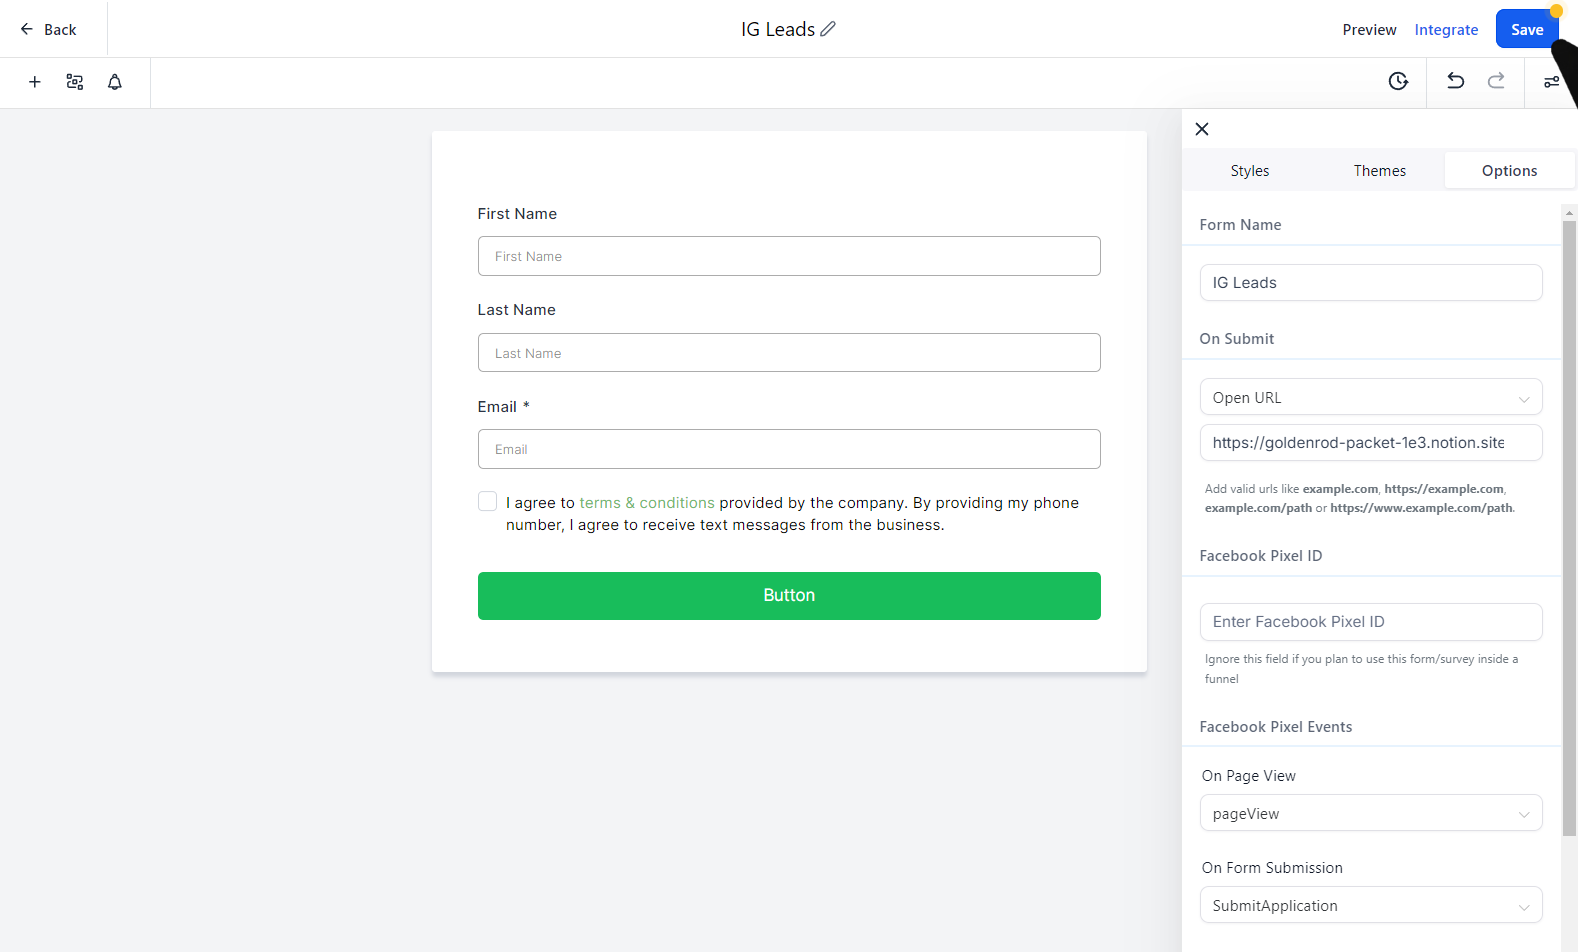 Back
IG Leads
Preview
Integrate
Save
Styles
Themes
Options
First Name
First Name
Last Name
Last Name
Email *
Email
I agree to terms & conditions provided by the company. By providing my phone
number, I agree to receive text messages from the business.
Button
Form Name
IG Leads
On Submit
Open URL
https://goldenrod-packet-1e3.notion.site
Add valid urls like example.com, https://example.com,
example.com/path or https://www.example.com/path.
Facebook Pixel ID
Enter Facebook Pixel ID
Ignore this field if you plan to use this form/survey inside a
funnel
Facebook Pixel Events
On Page View
pageView
On Form Submission
SubmitApplication